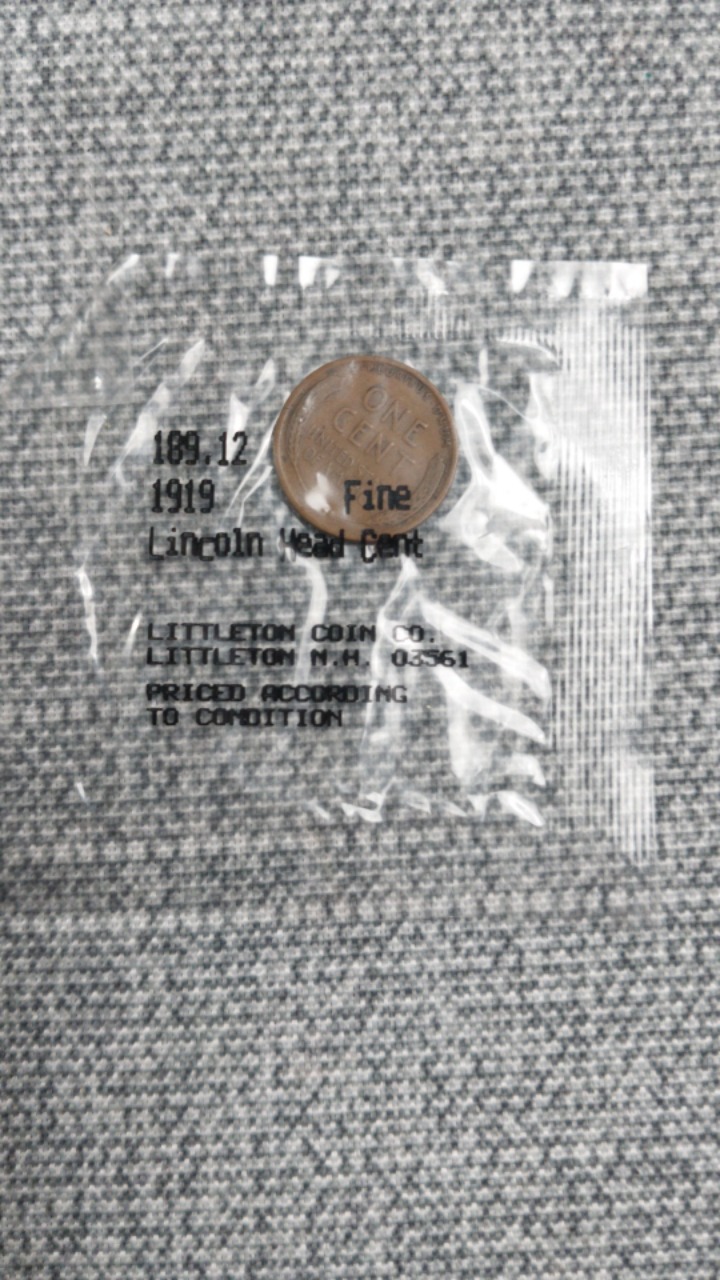 ONE
CENT
189.12
1919 Fine
Lincoln Head Cent
LITTLETON COIN CO.
LITTLETON N.H. 03561
PRICED ACCORDING
TO CONDITION